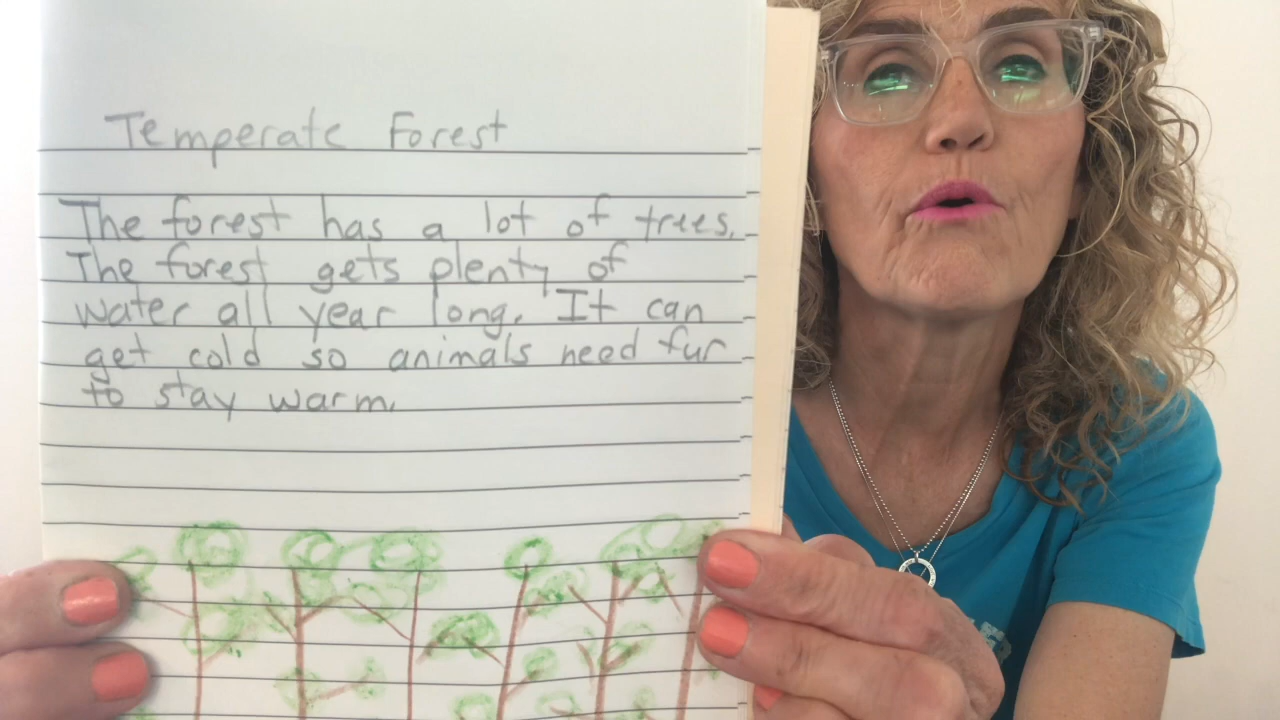 Temperate Forest
The forest has a lot of trees.
The forest gets plenty of
water all year long. It can
get cold so animals need fur
to stay warm.